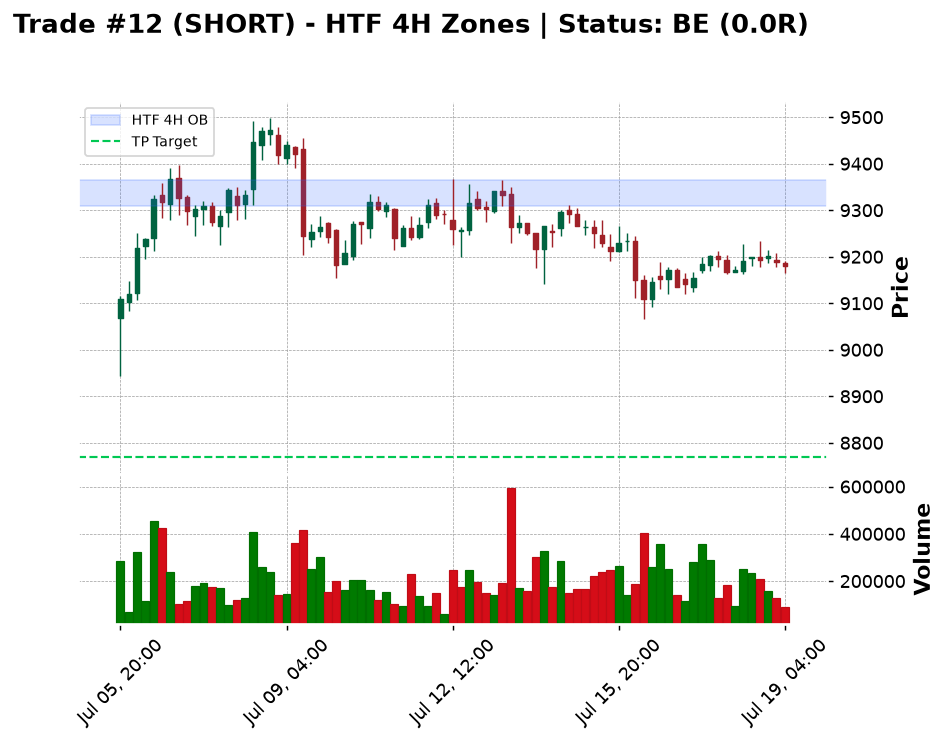 Trade #12 (SHORT) - HTF 4H Zones | Status: BE (0.0R)
HTF 4H OB
TP Target
9500
9400
9300
9200
9100
9000
8900
8800
Price
600000
400000
200000
Volume
Jul 05, 20:00
Jul 09, 04:00
Jul 12, 12:00
Jul 15, 20:00
Jul 19, 04:00